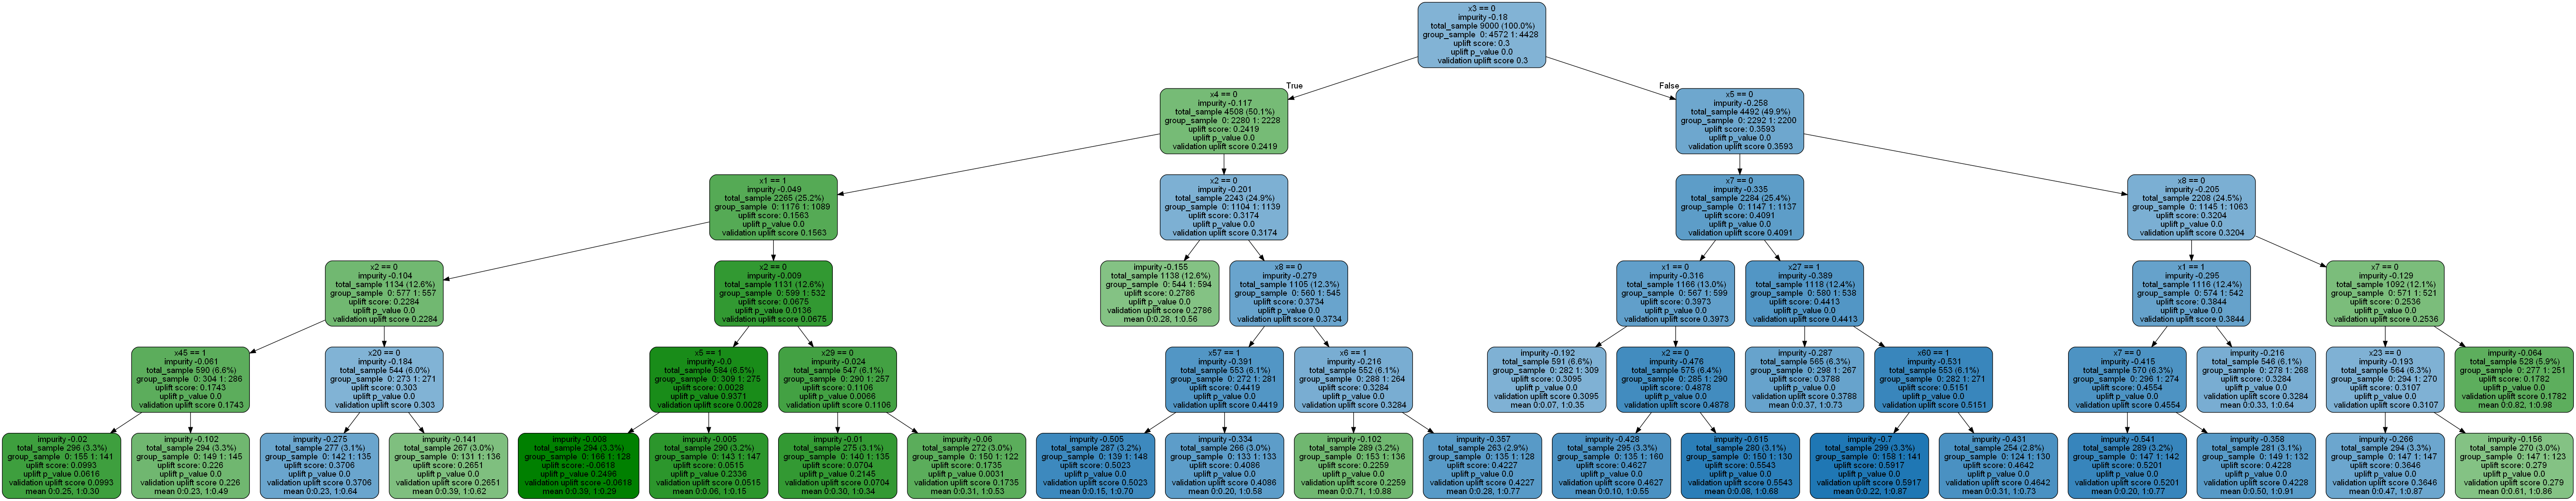 x3 == 0
impurity -0.18
total_sample 9000 (100.0%)
group_sample 0: 4572 1: 4428
uplift score: 0.3
uplift p_value 0.0
validation uplift score 0.3
True
False
x4 == 0
impurity -0.117
total_sample 4508 (50.1%)
group_sample 0: 2280 1: 2228
uplift score: 0.2419
uplift p_value 0.0
validation uplift score 0.2419
x5 == 0
impurity -0.258
total_sample 4492 (49.9%)
group_sample 0: 2292 1: 2200
uplift score: 0.3593
uplift p_value 0.0
validation uplift score 0.3593
x1 == 1
impurity -0.049
total_sample 2265 (25.2%)
group_sample 0: 1176 1: 1089
uplift score: 0.1563
uplift p_value 0.0
validation uplift score 0.1563
x2 == 0
impurity -0.201
total_sample 2243 (24.9%)
group_sample 0: 1104 1: 1139
uplift score: 0.3174
uplift p_value 0.0
validation uplift score 0.3174
x7 == 0
impurity -0.335
total_sample 2284 (25.4%)
group_sample 0: 1147 1: 1137
uplift score: 0.4091
uplift p_value 0.0
validation uplift score 0.4091
x8 == 0
impurity -0.205
total_sample 2208 (24.5%)
group_sample 0: 1145 1: 1063
uplift score: 0.3204
uplift p_value 0.0
validation uplift score 0.3204
x2 == 0
impurity -0.104
total_sample 1134 (12.6%)
group_sample 0: 577 1: 557
uplift score: 0.2284
uplift p_value 0.0
validation uplift score 0.2284
x2 == 0
impurity -0.009
total_sample 1131 (12.6%)
group_sample 0: 599 1: 532
uplift score: 0.0675
uplift p_value 0.0136
validation uplift score 0.0675
impurity -0.155
total_sample 1138 (12.6%)
group_sample 0: 544 1: 594
uplift score: 0.2786
uplift p_value 0.0
validation uplift score 0.2786
mean 0:0.28, 1:0.56
x8 == 0
impurity -0.279
total_sample 1105 (12.3%)
group_sample 0: 560 1: 545
uplift score: 0.3734
uplift p_value 0.0
validation uplift score 0.3734
x1 == 0
impurity -0.316
total_sample 1166 (13.0%)
group_sample 0: 567 1: 599
uplift score: 0.3973
uplift p_value 0.0
validation uplift score 0.3973
x27 == 1
impurity -0.389
total_sample 1118 (12.4%)
group_sample 0: 580 1: 538
uplift score: 0.4413
uplift p_value 0.0
validation uplift score 0.4413
x1 == 1
impurity -0.295
total_sample 1116 (12.4%)
group_sample 0: 574 1: 542
uplift score: 0.3844
uplift p_value 0.0
validation uplift score 0.3844
x7 == 0
impurity -0.129
total_sample 1092 (12.1%)
group_sample 0: 571 1: 521
uplift score: 0.2536
uplift p_value 0.0
validation uplift score 0.2536
x45 == 1
impurity -0.061
total_sample 590 (6.6%)
group_sample 0: 304 1: 286
uplift score: 0.1743
uplift p_value 0.0
validation uplift score 0.1743
x20 == 0
impurity -0.184
total_sample 544 (6.0%)
group_sample 0: 273 1: 271
uplift score: 0.303
uplift p_value 0.0
validation uplift score 0.303
x5 == 1
impurity -0.0
total_sample 584 (6.5%)
group_sample 0: 309 1: 275
uplift score: 0.0028
uplift p_value 0.9371
validation uplift score 0.0028
x29 == 0
impurity -0.024
total_sample 547 (6.1%)
group_sample 0: 290 1: 257
uplift score: 0.1106
uplift p_value 0.0066
validation uplift score 0.1106
x57 == 1
impurity -0.391
total_sample 553 (6.1%)
group_sample 0: 272 1: 281
uplift score: 0.4419
uplift p_value 0.0
validation uplift score 0.4419
x6 == 1
impurity -0.216
total_sample 552 (6.1%)
group_sample 0: 288 1: 264
uplift score: 0.3284
uplift p_value 0.0
validation uplift score 0.3284
impurity -0.192
total_sample 591 (6.6%)
group_sample 0: 282 1: 309
uplift score: 0.3095
uplift p_value 0.0
validation uplift score 0.3095
mean 0:0.07, 1:0.35
x2 == 0
impurity -0.476
total_sample 575 (6.4%)
group_sample 0: 285 1: 290
uplift score: 0.4878
uplift p_value 0.0
validation uplift score 0.4878
impurity -0.287
total_sample 565 (6.3%)
group_sample 0: 298 1: 267
uplift score: 0.3788
uplift p_value 0.0
validation uplift score 0.3788
mean 0:0.37, 1:0.73
x60 == 1
impurity -0.531
total_sample 553 (6.1%)
group_sample 0: 282 1: 271
uplift score: 0.5151
uplift p_value 0.0
validation uplift score 0.5151
x7 == 0
impurity -0.415
total_sample 570 (6.3%)
group_sample 0: 296 1: 274
uplift score: 0.4554
uplift p_value 0.0
validation uplift score 0.4554
impurity -0.216
total_sample 546 (6.1%)
group_sample 0: 278 1: 268
uplift score: 0.3284
uplift p_value 0.0
validation uplift score 0.3284
mean 0:0.33, 1:0.64
x23 == 0
impurity -0.193
total_sample 564 (6.3%)
group_sample 0: 294 1: 270
uplift score: 0.3107
uplift p_value 0.0
validation uplift score 0.3107
impurity -0.064
total_sample 528 (5.9%)
group_sample 0: 277 1: 251
uplift score: 0.1782
uplift p_value 0.0
validation uplift score 0.1782
mean 0:0.82, 1:0.98
impurity -0.02
total_sample 296 (3.3%)
group_sample 0: 155 1: 141
uplift score: 0.0993
uplift p_value 0.0616
validation uplift score 0.0993
mean 0:0.25, 1:0.30
impurity -0.102
total_sample 294 (3.3%)
group_sample 0: 149 1: 145
uplift score: 0.226
uplift p_value 0.0
validation uplift score 0.226
mean 0:0.23, 1:0.49
impurity -0.275
total_sample 277 (3.1%)
group_sample 0: 142 1: 135
uplift score: 0.3706
uplift p_value 0.0
validation uplift score 0.3706
mean 0:0.23, 1:0.64
impurity -0.141
total_sample 267 (3.0%)
group_sample 0: 131 1: 136
uplift score: 0.2651
uplift p_value 0.0
validation uplift score 0.2651
mean 0:0.39, 1:0.62
impurity -0.008
total_sample 294 (3.3%)
group_sample 0: 166 1: 128
uplift score: -0.0618
uplift p_value 0.2496
validation uplift score -0.0618
mean 0:0.38, 1:0.29
impurity -0.005
total_sample 290 (3.2%)
group_sample 0: 143 1: 147
uplift score: 0.0515
uplift p_value 0.2336
validation uplift score 0.0515
mean 0:0.06, 1:0.15
impurity -0.01
total_sample 275 (3.1%)
group_sample 0: 140 1: 135
uplift score: 0.0704
uplift p_value 0.2145
validation uplift score 0.0704
mean 0:0.30, 1:0.34
impurity -0.06
total_sample 272 (3.0%)
group_sample 0: 150 1: 122
uplift score: 0.1735
uplift p_value 0.0031
validation uplift score 0.1735
mean 0:0.31, 1:0.53
impurity -0.505
total_sample 287 (3.2%)
group_sample 0: 139 1: 148
uplift score: 0.5023
uplift p_value 0.0
validation uplift score 0.5023
mean 0:0.15, 1:0.70
impurity -0.334
total_sample 266 (3.0%)
group_sample 0: 133 1: 133
uplift score: 0.4086
uplift p_value 0.0
validation uplift score 0.4086
mean 0:0.20, 1:0.58
impurity -0.102
total_sample 289 (3.2%)
group_sample 0: 153 1: 136
uplift score: 0.2259
uplift p_value 0.0
validation uplift score 0.2259
mean 0:0.71, 1:0.88
impurity -0.357
total_sample 263 (2.9%)
group_sample 0: 135 1: 128
uplift score: 0.4227
uplift p_value 0.0
validation uplift score 0.4227
mean 0:0.28, 1:0.77
impurity -0.428
total_sample 295 (3.3%)
group_sample 0: 135 1: 160
uplift score: 0.4627
uplift p_value 0.0
validation uplift score 0.4627
mean 0:0.10, 1:0.55
impurity -0.615
total_sample 280 (3.1%)
group_sample 0: 150 1: 130
uplift score: 0.5543
uplift p_value 0.0
validation uplift score 0.5543
mean 0:0.08, 1:0.68
impurity -0.7
total_sample 299 (3.3%)
group_sample 0: 158 1: 141
uplift score: 0.5917
uplift p_value 0.0
validation uplift score 0.5917
mean 0:0.22, 1:0.87
impurity -0.431
total_sample 254 (2.8%)
group_sample 0: 124 1: 130
uplift score: 0.4642
uplift p_value 0.0
validation uplift score 0.4642
mean 0:0.31, 1:0.73
impurity -0.541
total_sample 289 (3.2%)
group_sample 0: 147 1: 142
uplift score: 0.5201
uplift p_value 0.0
validation uplift score 0.5201
mean 0:0.20, 1:0.77
impurity -0.358
total_sample 281 (3.1%)
group_sample 0: 149 1: 132
uplift score: 0.4228
uplift p_value 0.0
validation uplift score 0.4228
mean 0:0.50, 1:0.91
impurity -0.266
total_sample 294 (3.3%)
group_sample 0: 147 1: 147
uplift score: 0.3646
uplift p_value 0.0
validation uplift score 0.3646
mean 0:0.47, 1:0.87
impurity -0.156
total_sample 270 (3.0%)
group_sample 0: 147 1: 123
uplift score: 0.279
uplift p_value 0.0
validation uplift score 0.279
mean 0:0.61, 1:0.86